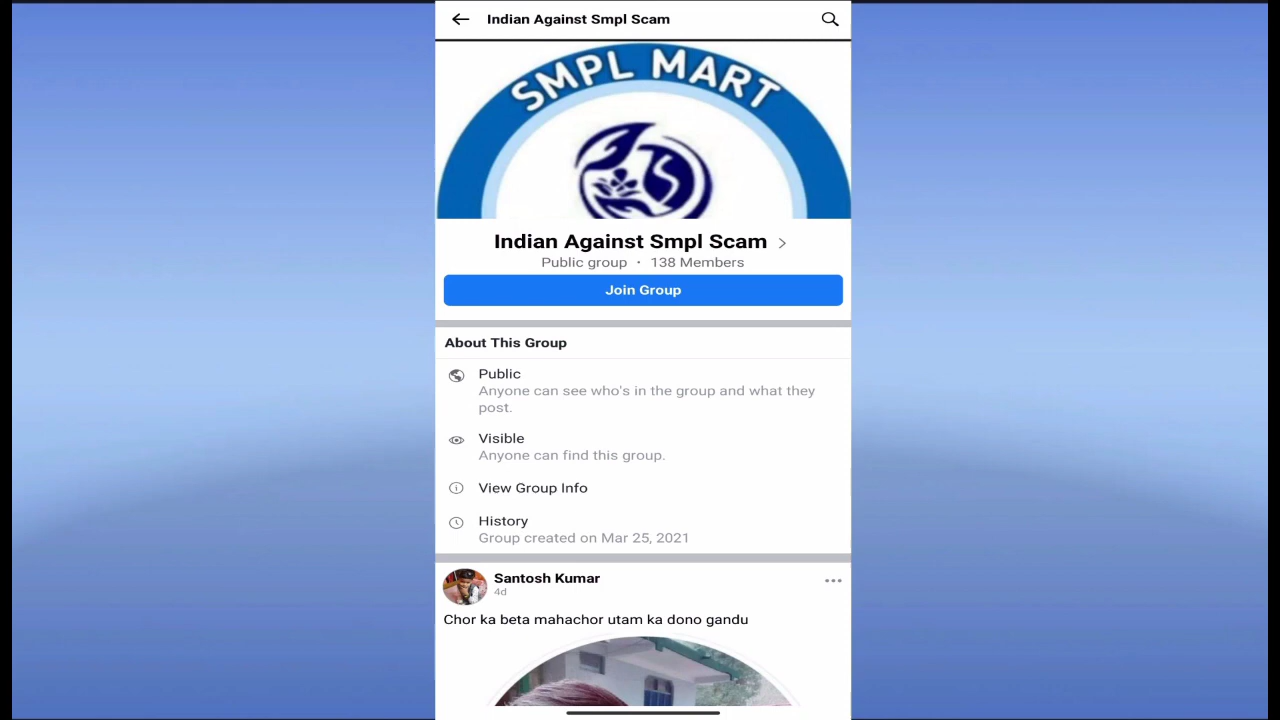 Indian Against Smpl Scam
SMPL MART
Indian Against Smpl Scam
Public group · 138 Members
Join Group
About This Group
Public
Anyone can see who's in the group and what they
post.
Visible
Anyone can find this group.
View Group Info
History
Group created on Mar 25, 2021
Santosh Kumar
4d
Chor ka beta mahachor utam ka dono gandu